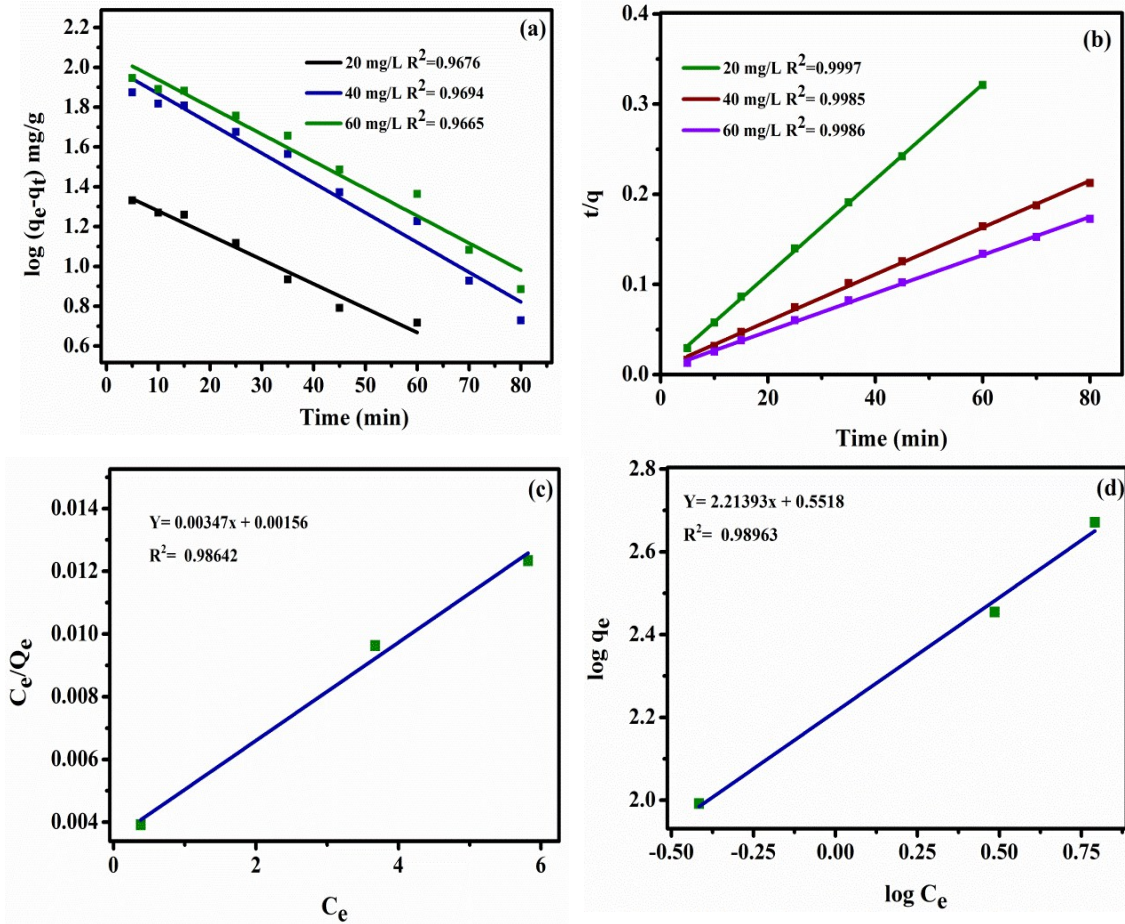 (a)
20 mg/L R²=0.9676
40 mg/L R²= 0.9694
60 mg/L R²= 0.9665
log (qₑ-qₜ) mg/g
2.2
2.0
1.8
1.6
1.4
1.2
1.0
0.8
0.6
0 10 20 30 40 50 60 70 80
Time (min)
(b)
20 mg/L R²=0.9997
40 mg/L R²= 0.9985
60 mg/L R²= 0.9986
t/q
0.4
0.3
0.2
0.1
0.0
0 20 40 60 80
Time (min)
(c)
Y= 0.00347x + 0.00156
R²= 0.98642
Cₑ/Qₑ
0.014
0.012
0.010
0.008
0.006
0.004
0 2 4 6
Cₑ
(d)
Y= 2.21393x + 0.5518
R²= 0.98963
log qₑ
2.8
2.6
2.4
2.2
2.0
-0.50 -0.25 0.00 0.25 0.50 0.75
log Cₑ